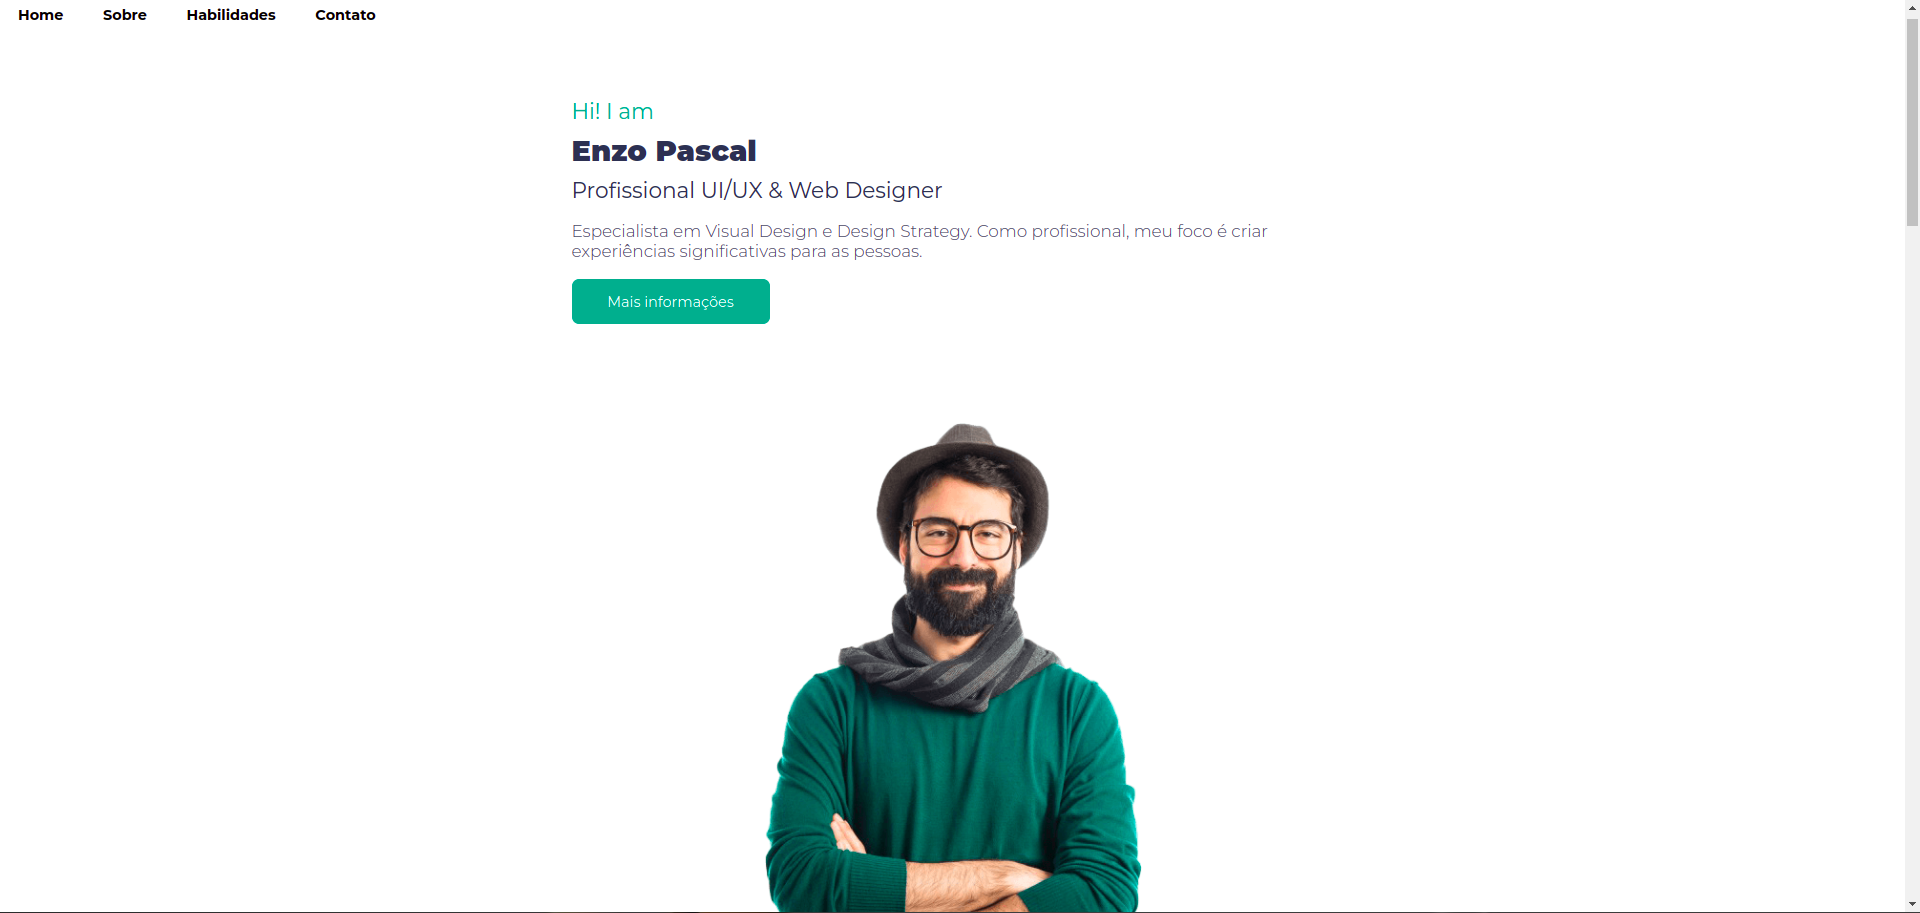 Home Sobre Habilidades Contato
Hi! I am
Enzo Pascal
Profissional UI/UX & Web Designer
Especialista em Visual Design e Design Strategy. Como profissional, meu foco é criar
experiências significativas para as pessoas.
Mais informações